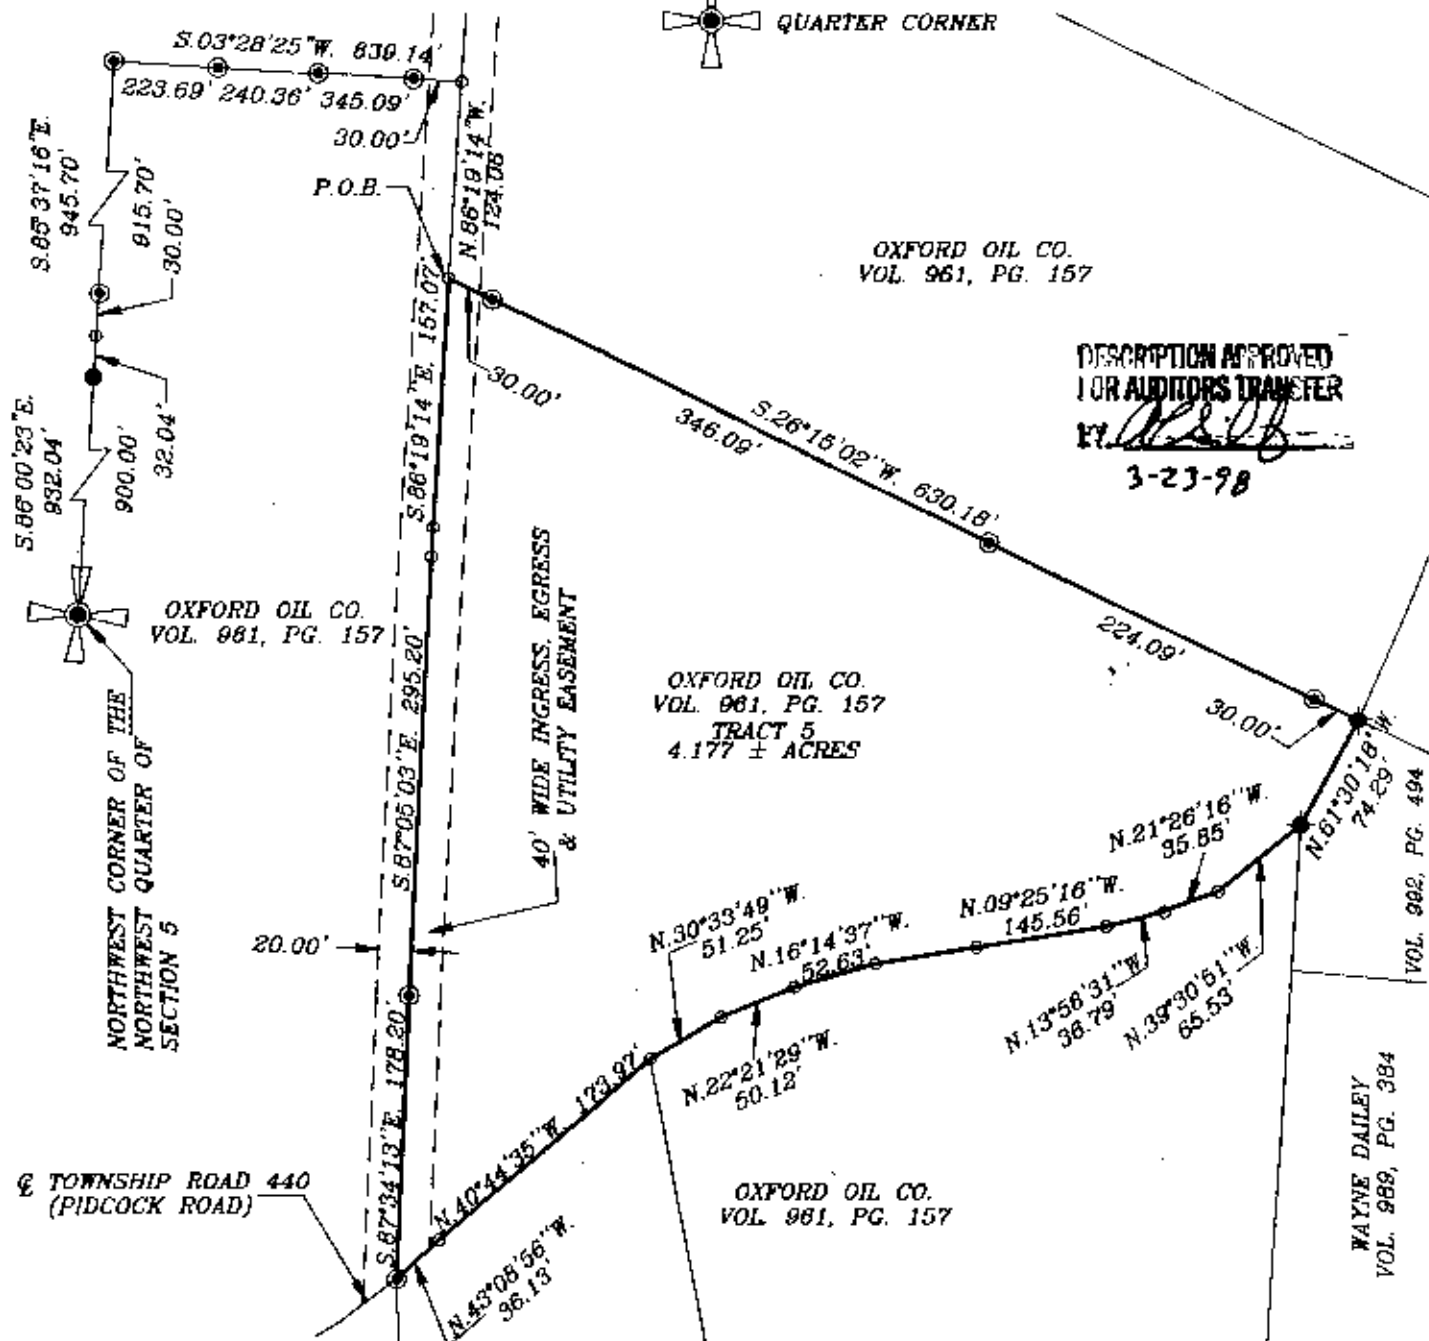 QUARTER CORNER
S.03°28'25"W. 839.14'
223.69' 240.36' 345.09'
30.00'
N.86°19'14"W.
124.08'
P.O.B.
S.85°37'16"E.
945.70'
915.70'
30.00'
S.86°00'23"E.
932.04'
900.00'
32.04'
OXFORD OIL CO.
VOL. 961, PG. 157
DESCRIPTION APPROVED
FOR AUDITORS TRANSFER
BY
3-23-98
S.86°19'14"E. 157.07'
30.00'
S.26°15'02"W. 630.18'
346.09'
224.09'
30.00'
OXFORD OIL CO.
VOL. 961, PG. 157
NORTHWEST CORNER OF THE
NORTHWEST QUARTER OF
SECTION 5
S.87°05'03"E. 295.20'
40' WIDE INGRESS, EGRESS
& UTILITY EASEMENT
OXFORD OIL CO.
VOL. 961, PG. 157
TRACT 5
4.177 ± ACRES
N.61°30'18"W.
74.29'
VOL. 992, PG. 494
N.21°26'16"W.
35.85'
N.09°25'16"W.
145.56'
N.30°33'49"W.
51.25'
N.16°14'37"W.
52.63'
20.00'
N.13°58'31"W.
36.79'
N.39°30'51"W.
65.53'
N.22°21'29"W.
50.12'
S.87°34'13"E. 178.20'
N.40°44'35"W. 173.97'
N.43°08'56"W.
36.13'
℄ TOWNSHIP ROAD 440
(PIDCOCK ROAD)
OXFORD OIL CO.
VOL. 961, PG. 157
WAYNE DAILEY
VOL. 989, PG. 384